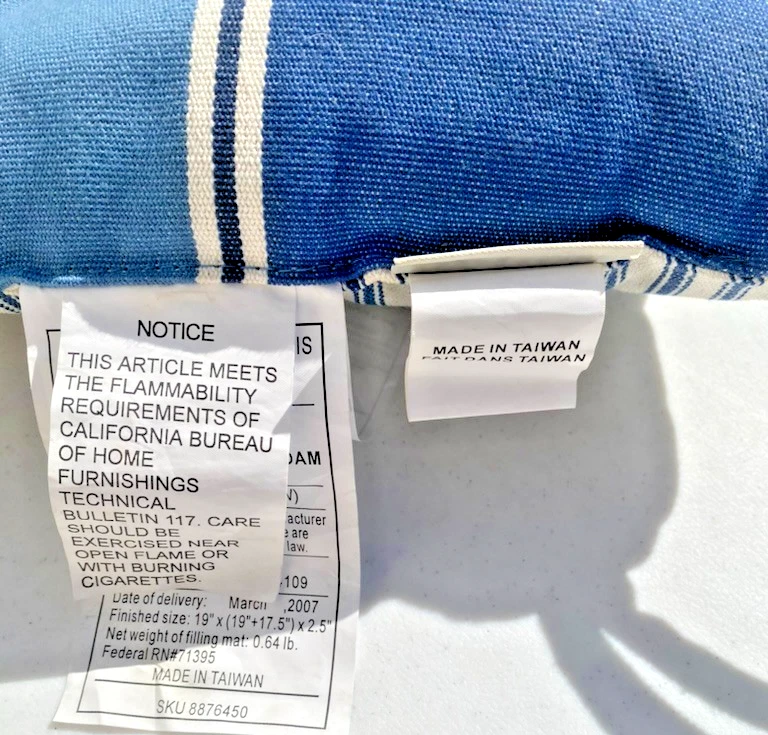 NOTICE
THIS ARTICLE MEETS
THE FLAMMABILITY
REQUIREMENTS OF
CALIFORNIA BUREAU
OF HOME
FURNISHINGS
TECHNICAL
BULLETIN 117. CARE
SHOULD BE
EXERCISED NEAR
OPEN FLAME OR
WITH BURNING
CIGARETTES.
IS
DAM
N)
acturer
e are
law.
109
Date of delivery: March ,2007
Finished size: 19" x (19"+17.5") x 2.5"
Net weight of filling mat: 0.64 lb.
Federal RN#71395
MADE IN TAIWAN
SKU 8876450
MADE IN TAIWAN
FAIT DANS TAIWAN